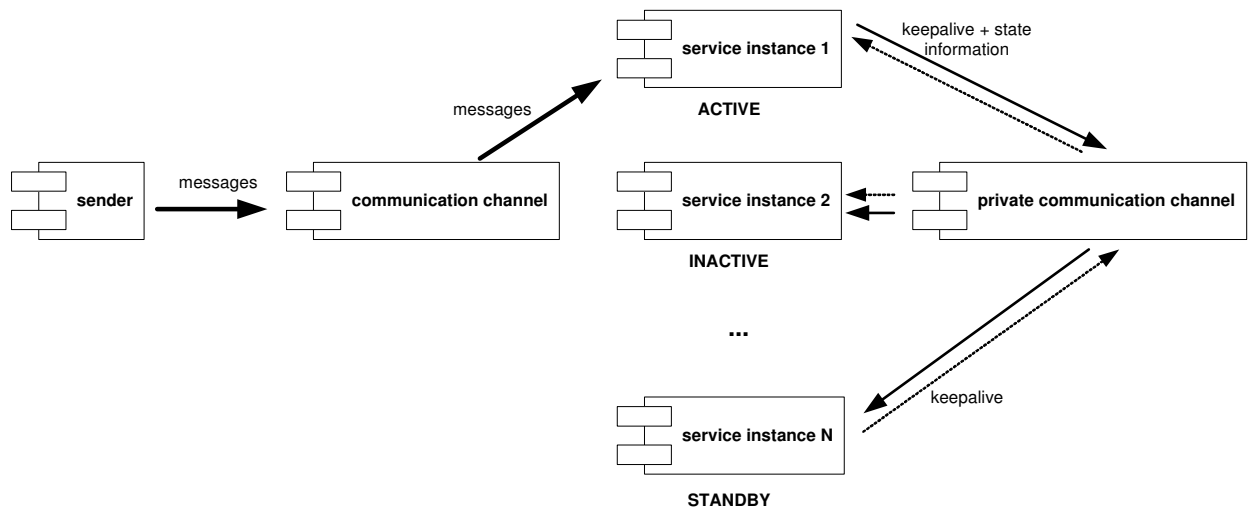 service instance 1
keepalive + state
information
ACTIVE
messages
messages
sender
communication channel
service instance 2
private communication channel
INACTIVE
...
keepalive
service instance N
STANDBY